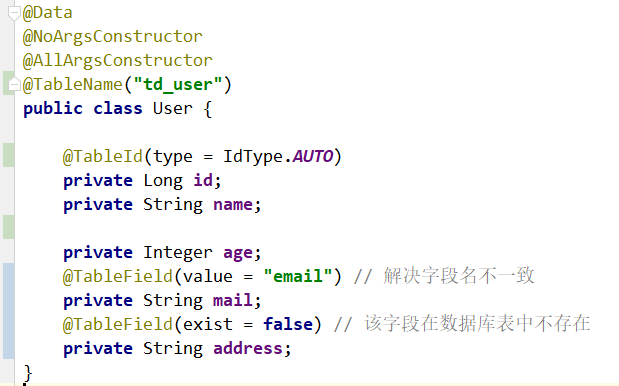 @Data
@NoArgsConstructor
@AllArgsConstructor
@TableName("td_user")
public class User {
@TableId(type = IdType.AUTO)
private Long id;
private String name;
private Integer age;
@TableField(value = "email") // 解决字段名不一致
private String mail;
@TableField(exist = false) // 该字段在数据库表中不存在
private String address;
}